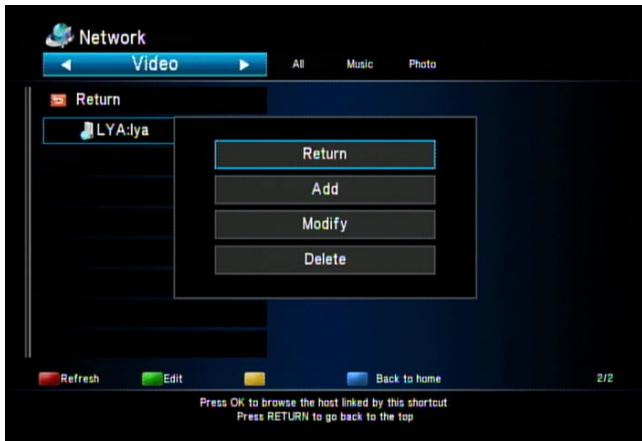 Network
Video
All
Music
Photo
Return
LYA:lya
Return
Add
Modify
Delete
Refresh
Edit
Back to home
2/2
Press OK to browse the host linked by this shortcut
Press RETURN to go back to the top